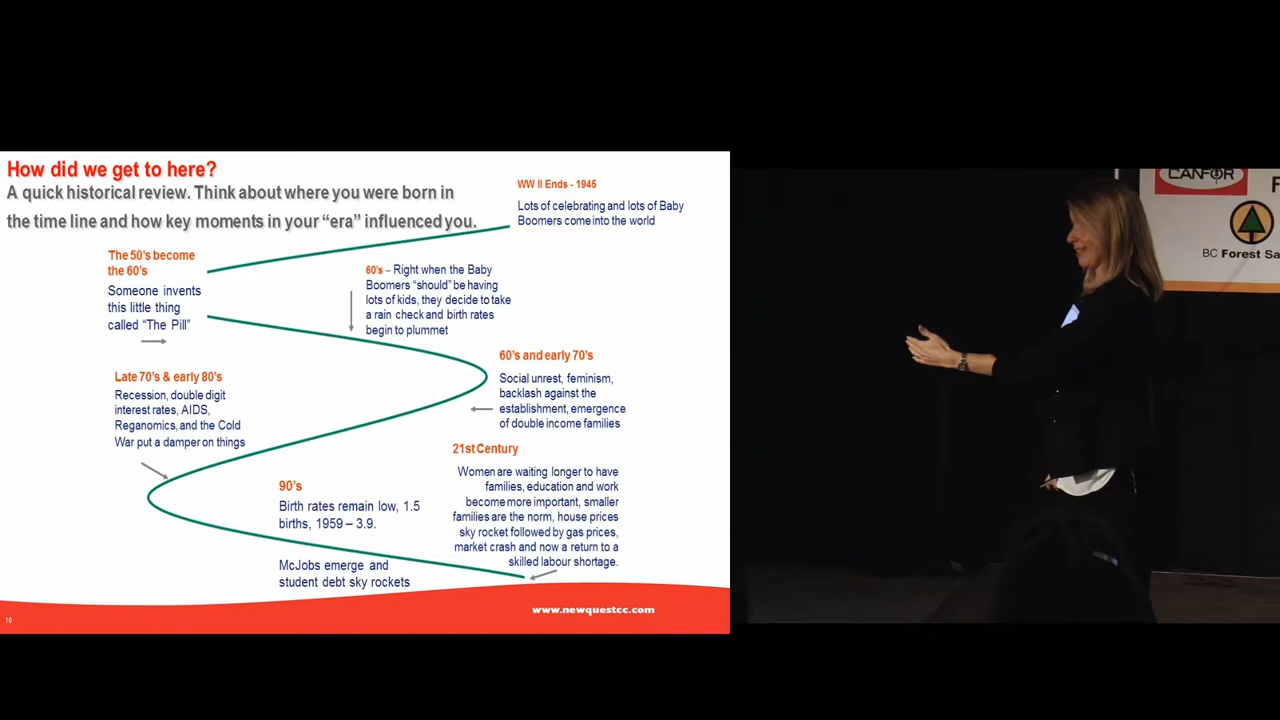 How did we get to here?
A quick historical review. Think about where you were born in
the time line and how key moments in your “era” influenced you.
WW II Ends - 1945
Lots of celebrating and lots of Baby
Boomers come into the world
The 50's become
the 60's
Someone invents
this little thing
called “The Pill”
60's – Right when the Baby
Boomers “should” be having
lots of kids, they decide to take
a rain check and birth rates
begin to plummet
60's and early 70's
Social unrest, feminism,
backlash against the
establishment, emergence
of double income families
Late 70's & early 80's
Recession, double digit
interest rates, AIDS,
Reganomics, and the Cold
War put a damper on things
90's
Birth rates remain low, 1.5
births, 1959 – 3.9.
McJobs emerge and
student debt sky rockets
21st Century
Women are waiting longer to have
families, education and work
become more important, smaller
families are the norm, house prices
sky rocket followed by gas prices,
market crash and now a return to a
skilled labour shortage.
www.newquestcc.com
10
CANFOR
F
BC Forest Sa